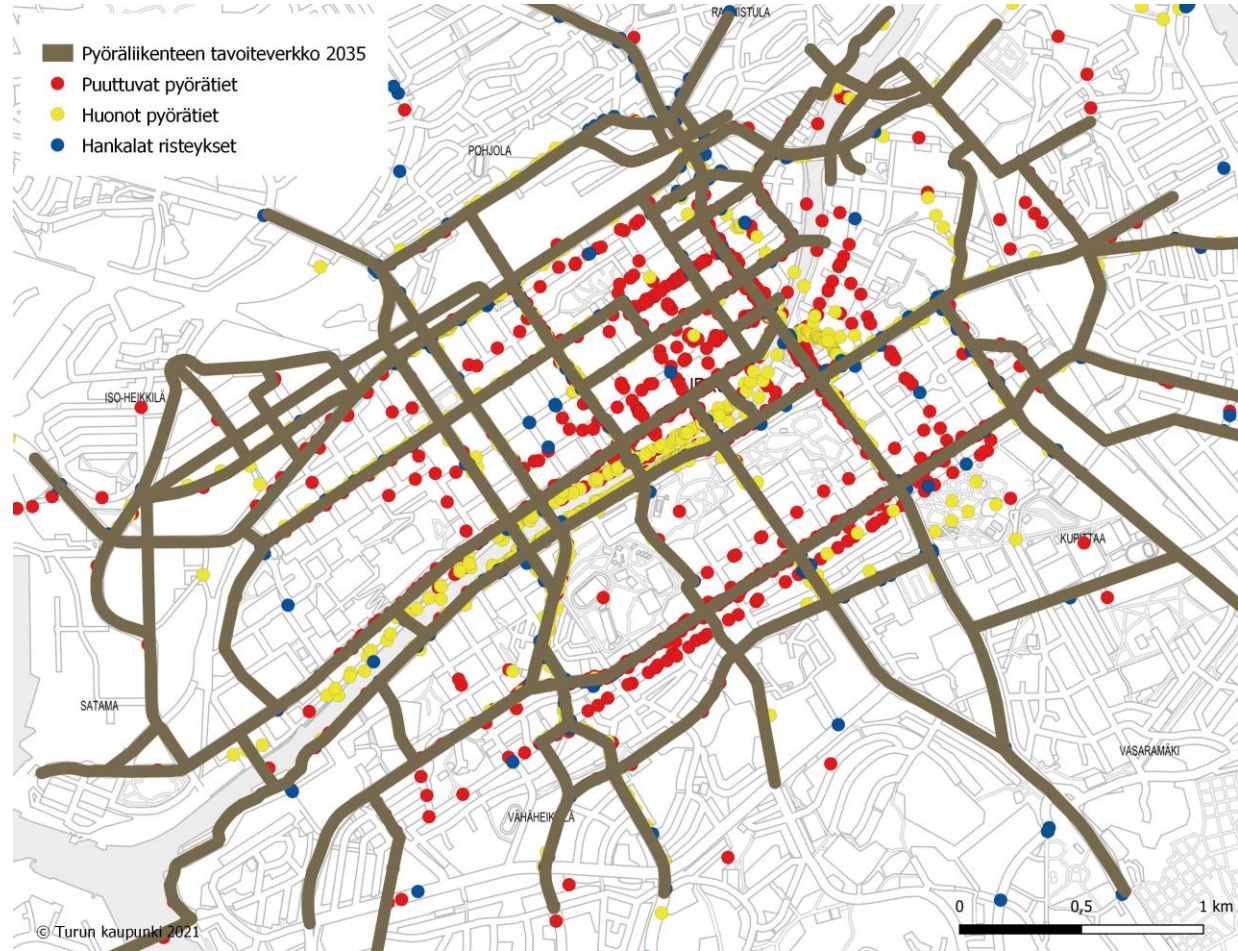 Pyöräliikenteen tavoiteverkko 2035
Puuttuvat pyörätiet
Huonot pyörätiet
Hankalat risteykset
POHJOLA
ISO-HEIKKILÄ
KUPITTAA
SATAMA
VASARAMÄKI
0 0,5 1 km
© Turun kaupunki 2021